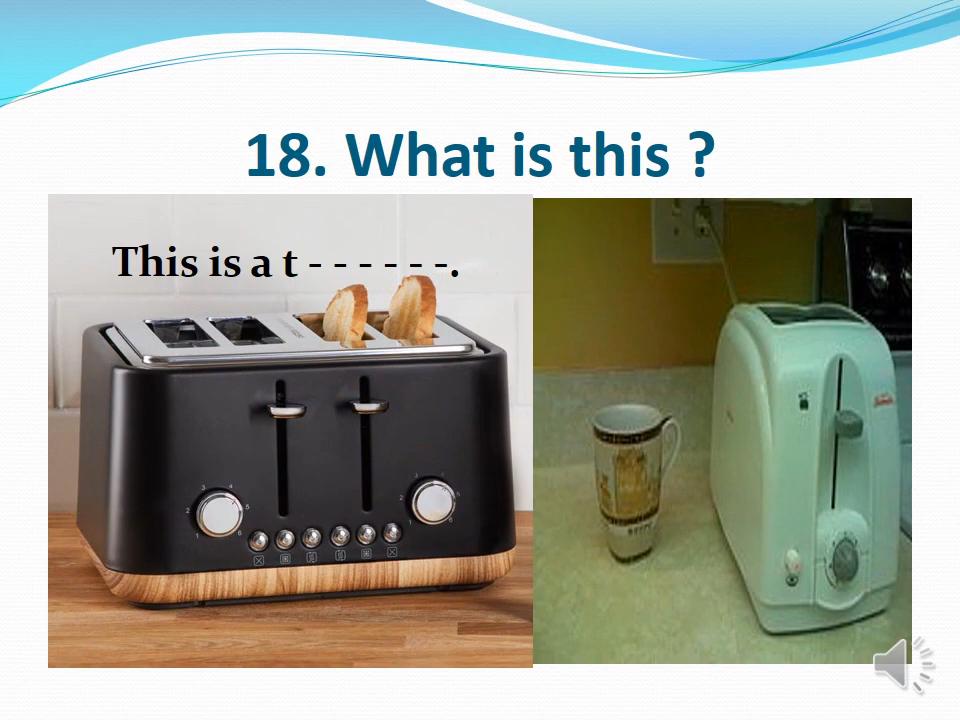 18. What is this ?
This is a t - - - - - -.